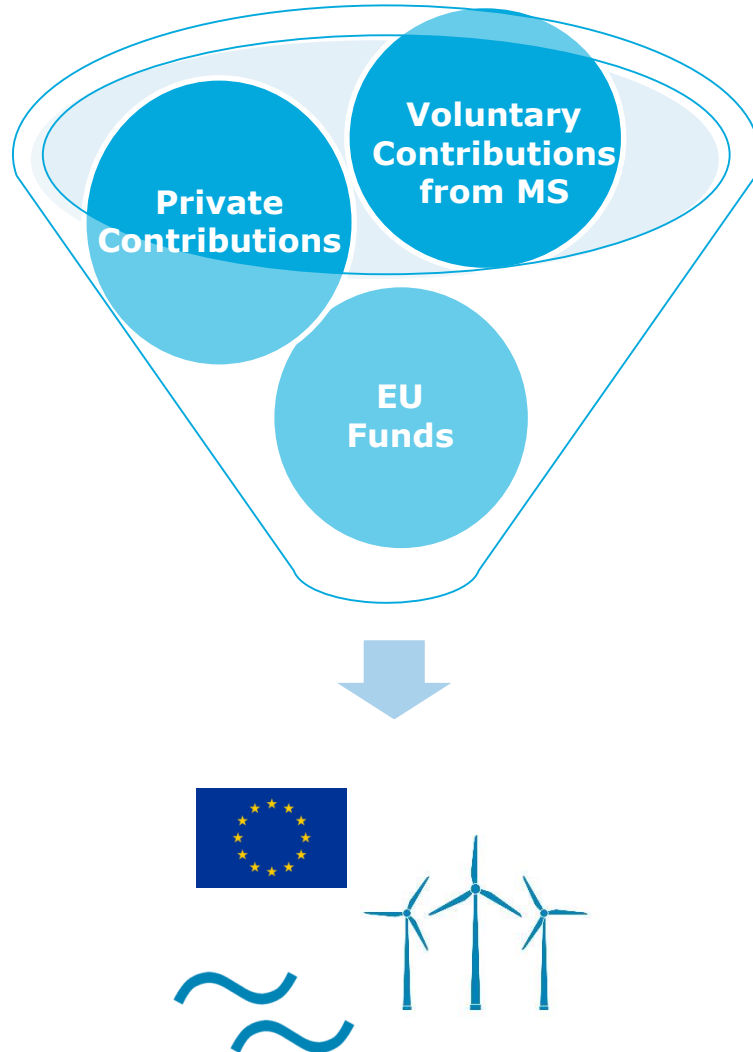 Voluntary
Contributions
from MS
Private
Contributions
EU
Funds